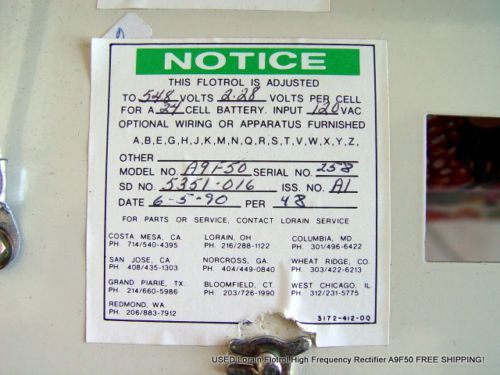 NOTICE
THIS FLOTROL IS ADJUSTED
TO 548 VOLTS 2.28 VOLTS PER CELL
FOR A 24 CELL BATTERY. INPUT 120 VAC
OPTIONAL WIRING OR APPARATUS FURNISHED
A,B,E,G,H,J,K,M,N,Q,R,S,T,V,W,X,Y,Z,
OTHER
MODEL NO. A9F50 SERIAL NO. 258
SD NO. 5351-016 ISS. NO. A1
DATE 6-5-90 PER 48
FOR PARTS OR SERVICE, CONTACT LORAIN SERVICE
COSTA MESA, CA. LORAIN, OH COLUMBIA, MD.
PH. 714/540-4395 PH. 216/288-1122 PH. 301/496-6422
SAN JOSE, CA NORCROSS, GA. WHEAT RIDGE, CO.
PH. 408/435-1303 PH. 404/449-0840 PH. 303/422-6213
GRAND PIARIE, TX. BLOOMFIELD, CT. WEST CHICAGO, IL
PH. 214/660-5986 PH. 203/726-1990 PH. 312/231-5775
REDMOND, WA.
PH. 206/883-7912
3172-412-00
USED Lorain Flotrol High Frequency Rectifier A9F50 FREE SHIPPING!